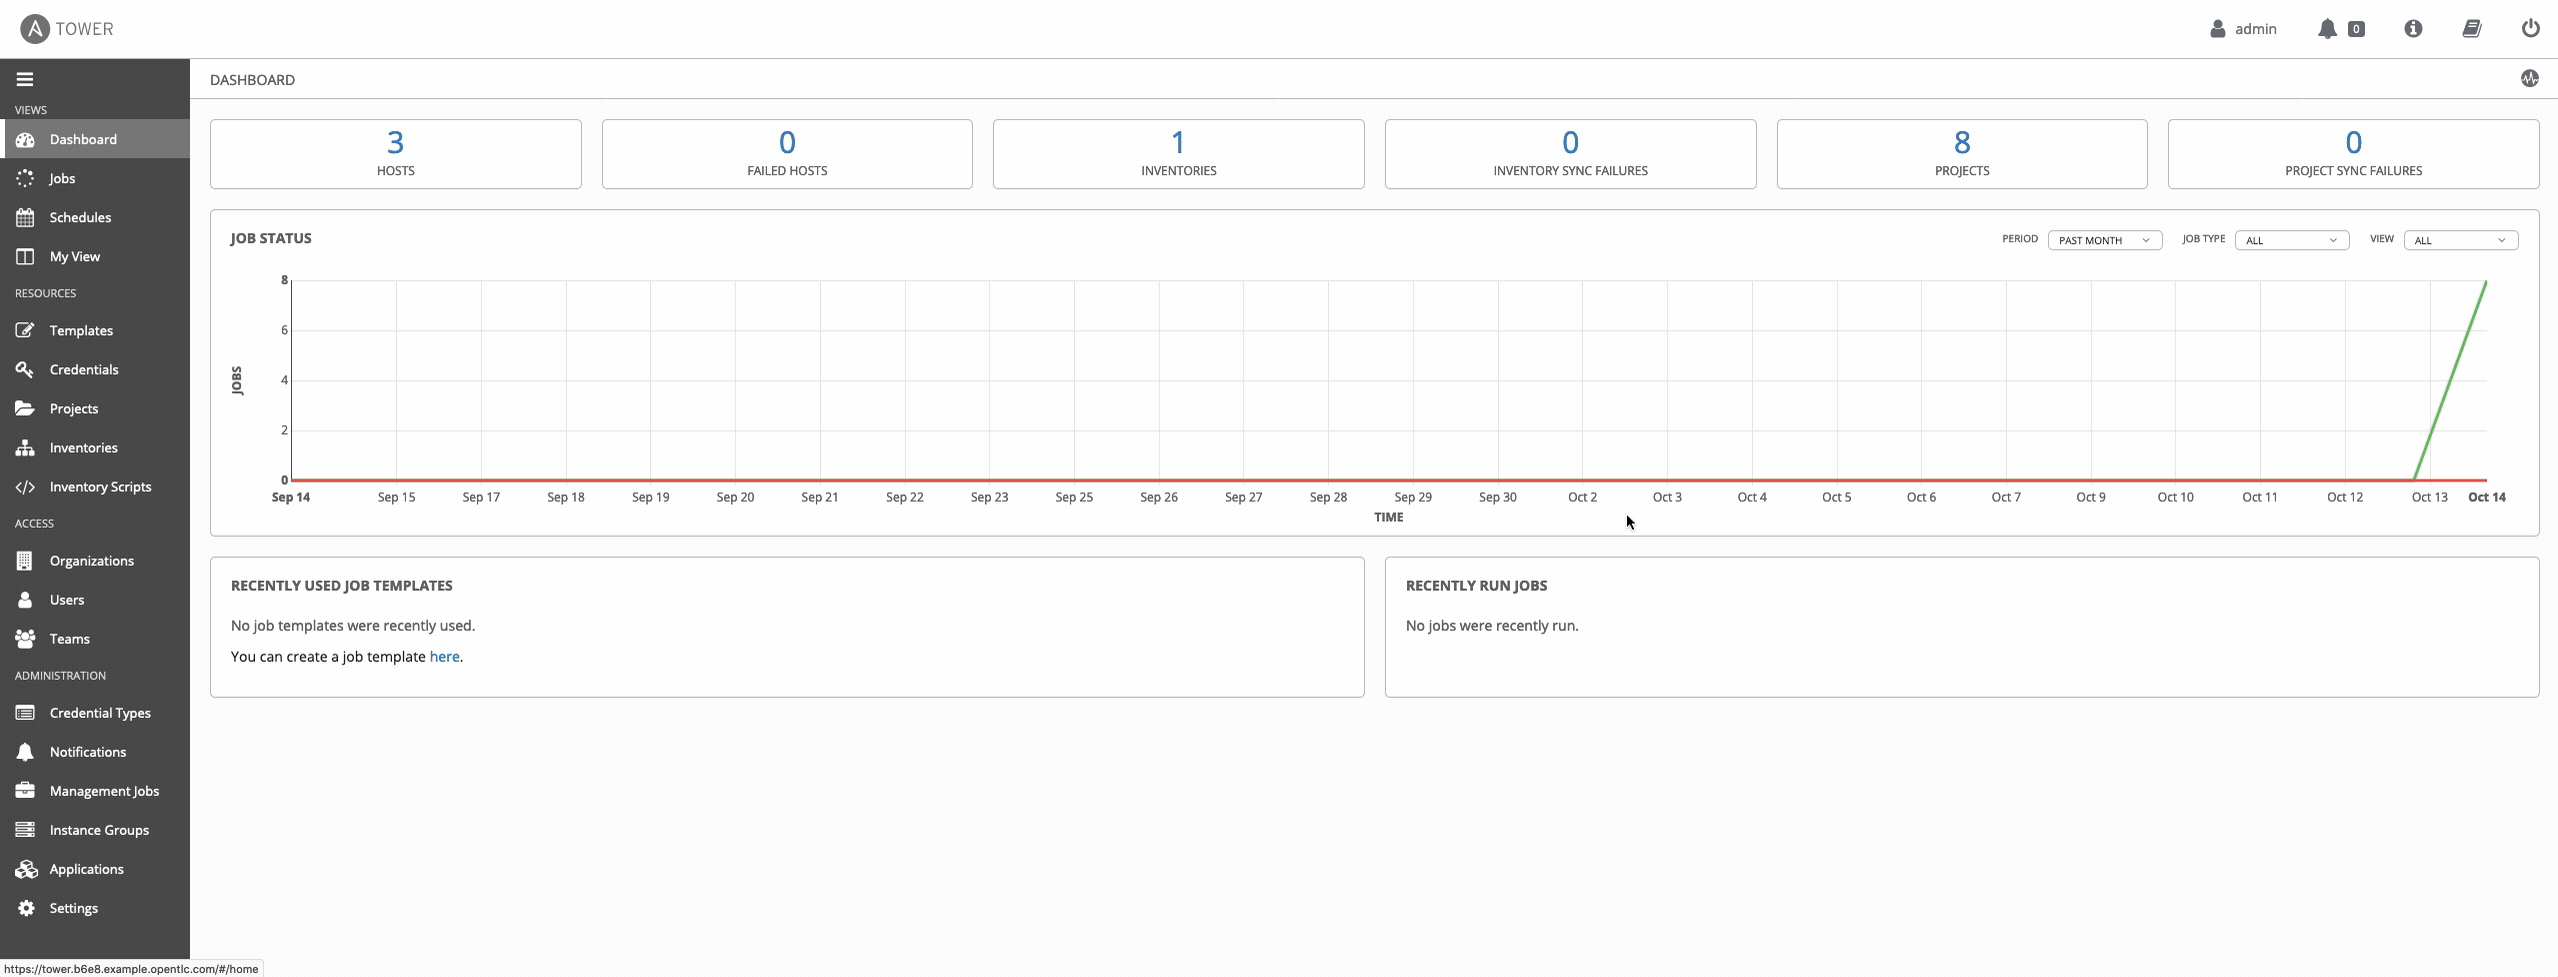 TOWER
admin
0
DASHBOARD
VIEWS
Dashboard
Jobs
Schedules
My View
RESOURCES
Templates
Credentials
Projects
Inventories
Inventory Scripts
ACCESS
Organizations
Users
Teams
ADMINISTRATION
Credential Types
Notifications
Management Jobs
Instance Groups
Applications
Settings
3
HOSTS
0
FAILED HOSTS
1
INVENTORIES
0
INVENTORY SYNC FAILURES
8
PROJECTS
0
PROJECT SYNC FAILURES
JOB STATUS
PERIOD PAST MONTH JOB TYPE ALL VIEW ALL
8
6
4
2
0
JOBS
Sep 14 Sep 15 Sep 17 Sep 18 Sep 19 Sep 20 Sep 21 Sep 22 Sep 23 Sep 25 Sep 26 Sep 27 Sep 28 Sep 29 Sep 30 Oct 2 Oct 3 Oct 4 Oct 5 Oct 6 Oct 7 Oct 9 Oct 10 Oct 11 Oct 12 Oct 13 Oct 14
TIME
RECENTLY USED JOB TEMPLATES
No job templates were recently used.
You can create a job template here.
RECENTLY RUN JOBS
No jobs were recently run.
https://tower.b6e8.example.opentlc.com/#/home